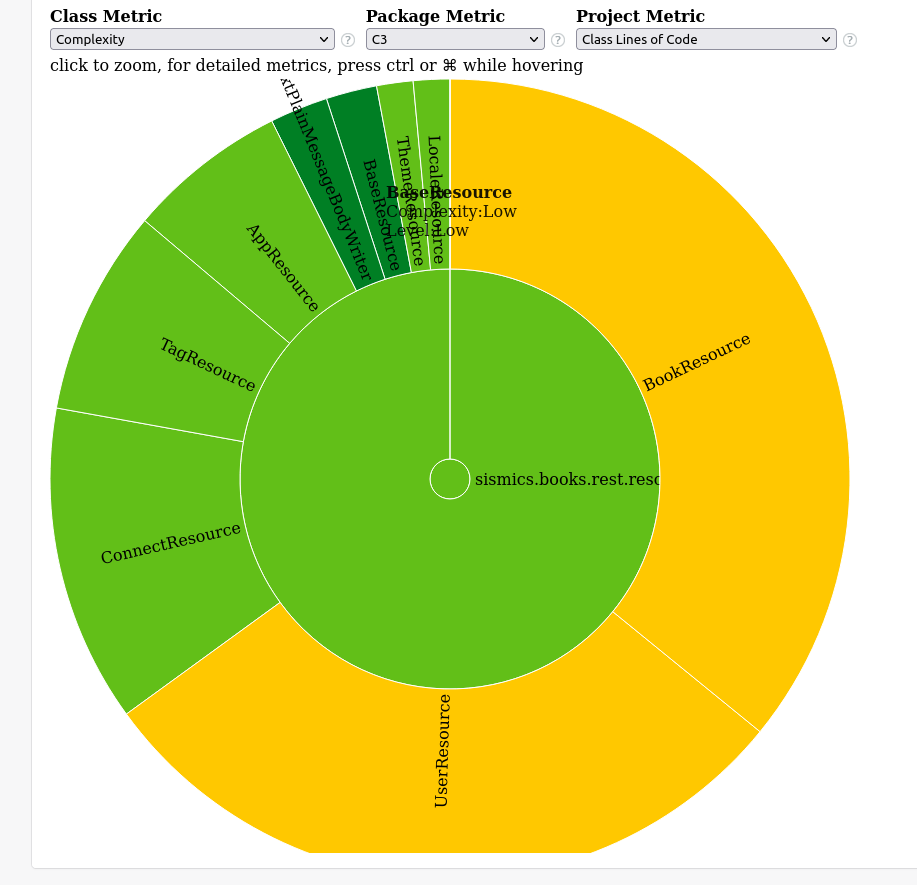 Class Metric
Package Metric
Project Metric
Complexity
?
C3
?
Class Lines of Code
?
click to zoom, for detailed metrics, press ctrl or ⌘ while hovering
xtPlainMessageBodyWriter
BaseResource
ThemeResource
LocaleResource
BaseResource
Complexity:Low
Level:Low
AppResource
TagResource
BookResource
sismics.books.rest.reso
ConnectResource
UserResource